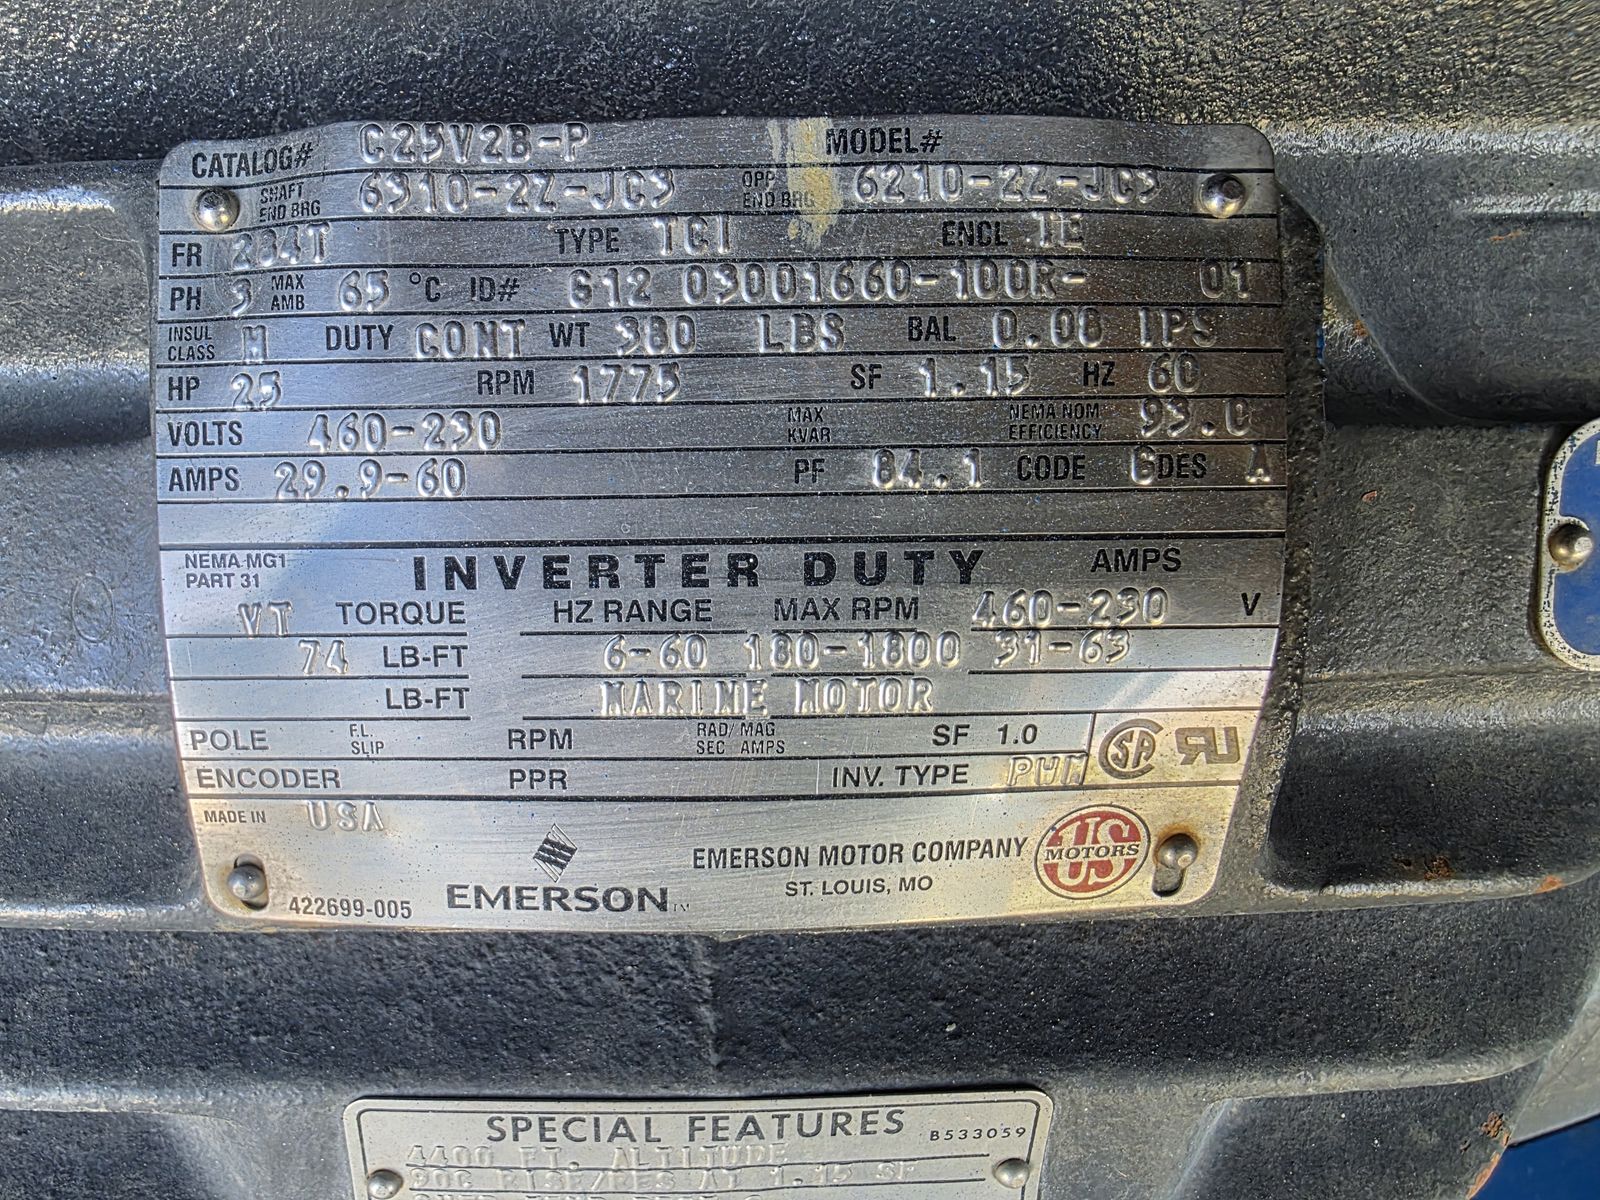 CATALOG# C25V2B-P MODEL#
SHAFT END BRG 6310-2Z-JC3 OPP END BRG 6210-2Z-JC3
FR 284T TYPE TCI ENCL TE
PH 3 MAX AMB 65 °C ID# G12 03001660-100R- 01
INSUL CLASS H DUTY CONT WT 380 LBS BAL 0.08 IPS
HP 25 RPM 1775 SF 1.15 HZ 60
VOLTS 460-230 MAX KVAR NEMA NOM EFFICIENCY 93.0
AMPS 29.9-60 PF 84.1 CODE G DES A
NEMA MG1 PART 31 INVERTER DUTY AMPS
VT TORQUE HZ RANGE MAX RPM 460-230 V
74 LB-FT 6-60 180-1800 31-63
LB-FT MARINE MOTOR
POLE F.L. SLIP RPM RAD/SEC MAG AMPS SF 1.0
ENCODER PPR INV. TYPE PWM
MADE IN USA
422699-005 EMERSON
EMERSON MOTOR COMPANY
ST. LOUIS, MO
US MOTORS
SPECIAL FEATURES B533059
4400 FT. ALTITUDE
90C RISE/RES AT 1.15 SF